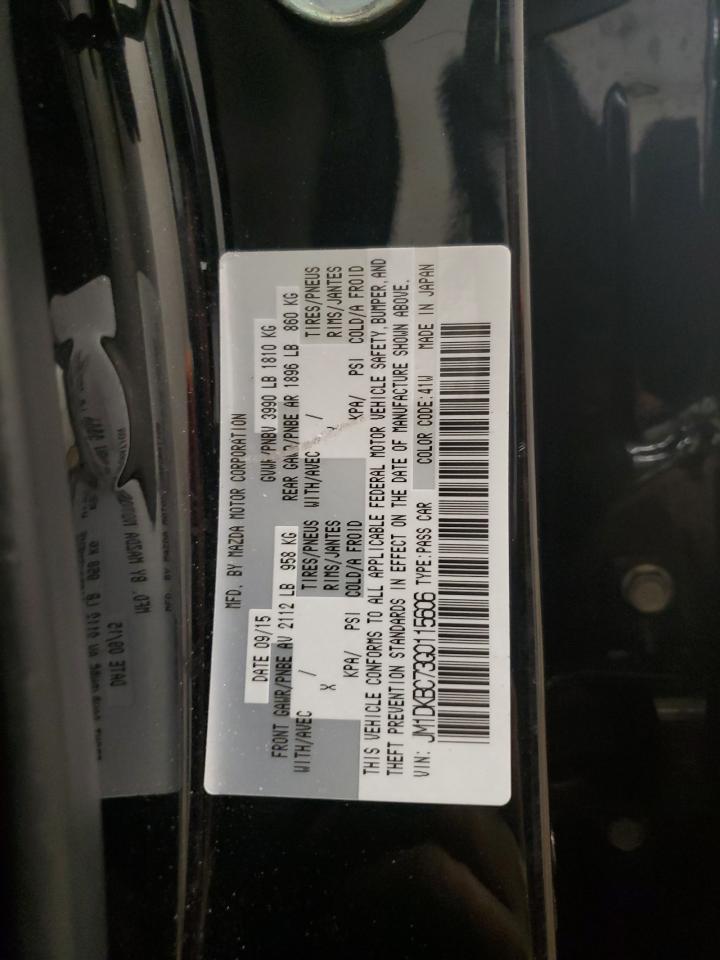 MFD. BY MAZDA MOTOR CORPORATION
DATE 09/15
GVWR/PNBV 3990 LB 1810 KG
FRONT GAWR/PNBE AV 2112 LB 958 KG
REAR GAWR/PNBE AR 1896 LB 860 KG
WITH/AVEC / TIRES/PNEUS
WITH/AVEC / TIRES/PNEUS
X RIMS/JANTES
RIMS/JANTES
KPA/ PSI COLD/A FROID
KPA/ PSI COLD/A FROID
THIS VEHICLE CONFORMS TO ALL APPLICABLE FEDERAL MOTOR VEHICLE SAFETY, BUMPER, AND
THEFT PREVENTION STANDARDS IN EFFECT ON THE DATE OF MANUFACTURE SHOWN ABOVE.
VIN: JM1DKBC73G0115606 TYPE:PASS CAR COLOR CODE:41W MADE IN JAPAN